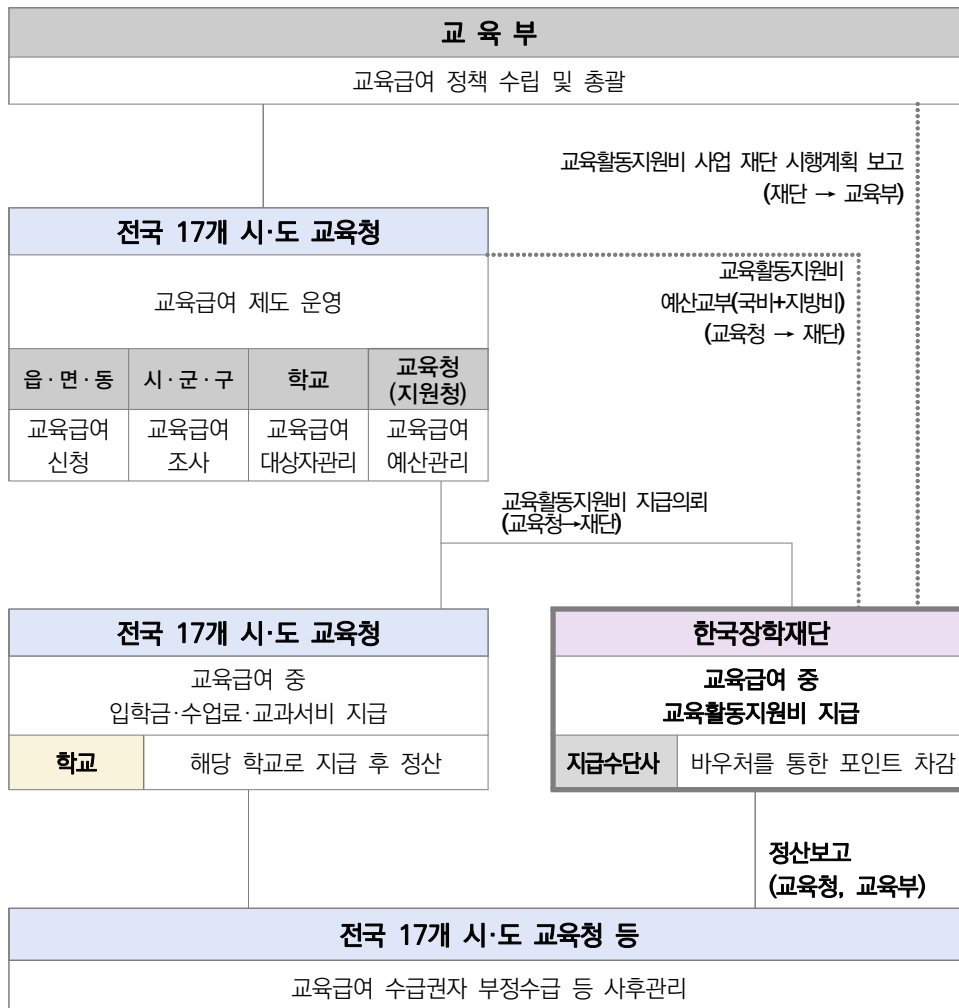 교 육 부
교육급여 정책 수립 및 총괄
교육활동지원비 사업 재단 시행계획 보고
(재단 → 교육부)
전국 17개 시·도 교육청
교육급여 제도 운영
교육활동지원비
예산교부(국비+지방비)
(교육청 → 재단)
읍·면·동
시·군·구
학교
교육청
(지원청)
교육급여
신청
교육급여
조사
교육급여
대상자관리
교육급여
예산관리
교육활동지원비 지급의뢰
(교육청→재단)
전국 17개 시·도 교육청
교육급여 중
입학금·수업료·교과서비 지급
학교
해당 학교로 지급 후 정산
한국장학재단
교육급여 중
교육활동지원비 지급
지급수단사
바우처를 통한 포인트 차감
정산보고
(교육청, 교육부)
전국 17개 시·도 교육청 등
교육급여 수급권자 부정수급 등 사후관리